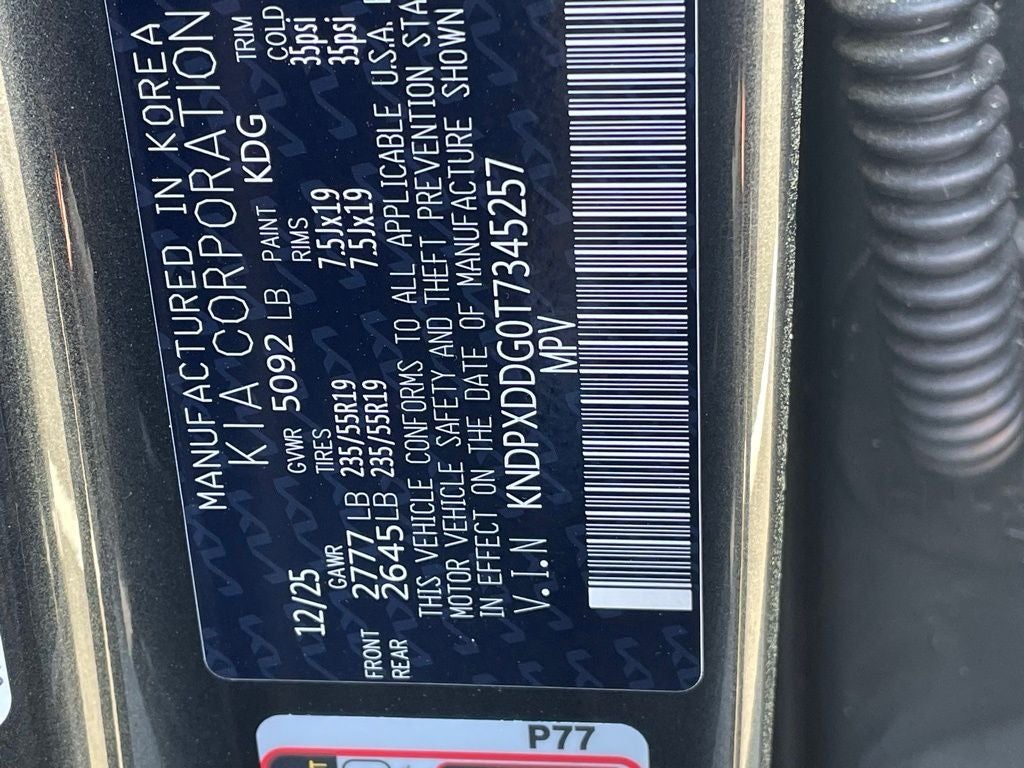 MANUFACTURED IN KOREA
KIA CORPORATION
12/25 GVWR 5092 LB PAINT KDG TRIM
GAWR TIRES RIMS COLD
FRONT 2777 LB 235/55R19 7.5Jx19 35psi
REAR 2645 LB 235/55R19 7.5Jx19 35psi
THIS VEHICLE CONFORMS TO ALL APPLICABLE U.S.A.
MOTOR VEHICLE SAFETY AND THEFT PREVENTION STA
IN EFFECT ON THE DATE OF MANUFACTURE SHOWN
V.I.N KNDPXDDG0T7345257
MPV
P77